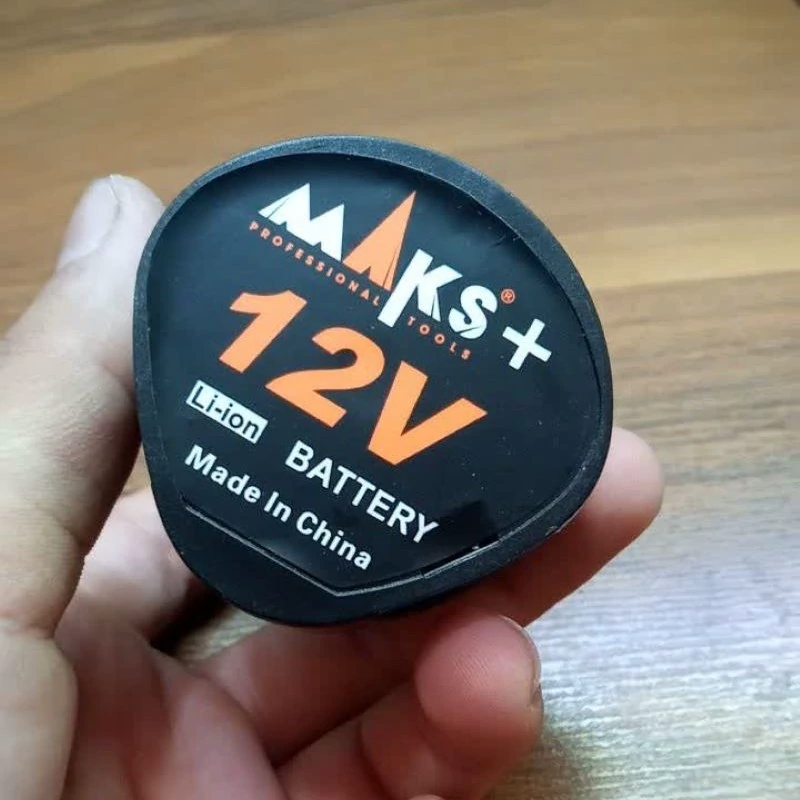 MAKS®+
PROFESSIONAL TOOLS
12V
Li-ion BATTERY
Made In China